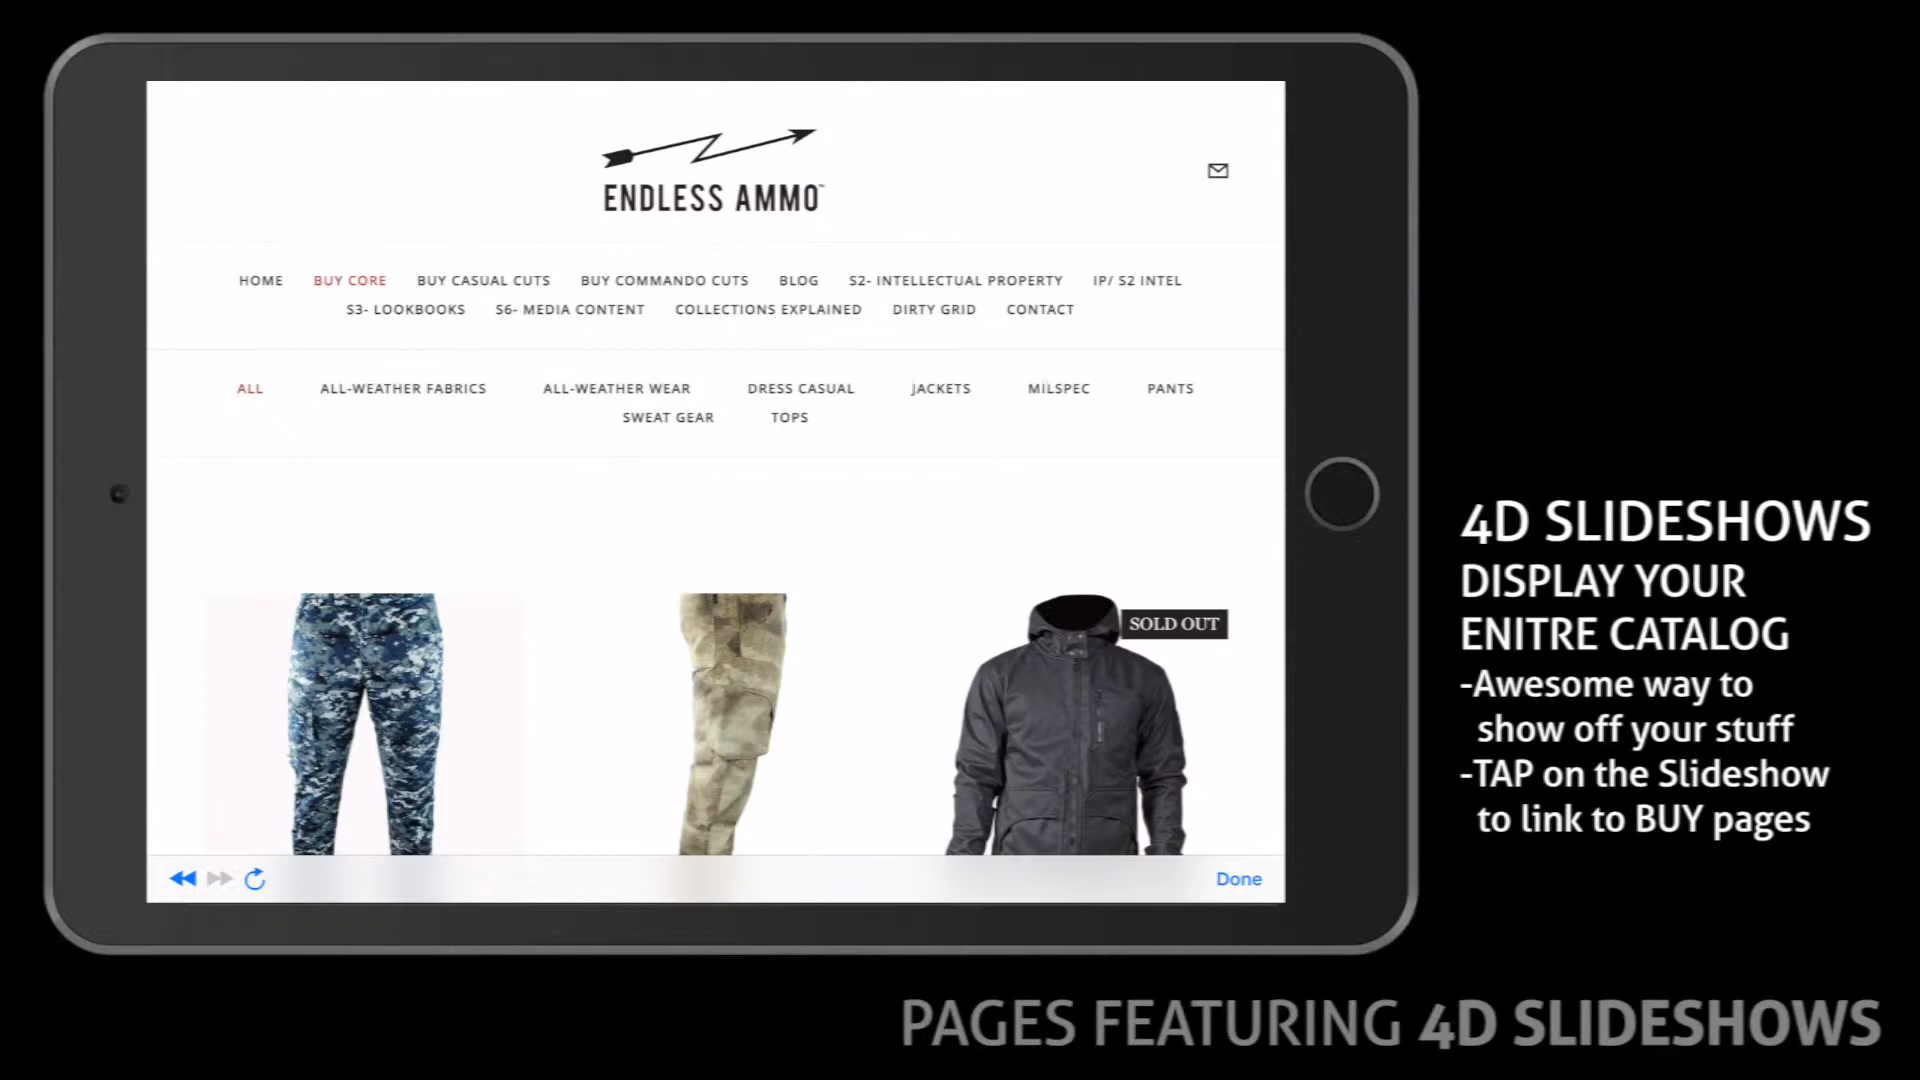 ENDLESS AMMO™
HOME BUY CORE BUY CASUAL CUTS BUY COMMANDO CUTS BLOG S2- INTELLECTUAL PROPERTY IP/ S2 INTEL
S3- LOOKBOOKS S6- MEDIA CONTENT COLLECTIONS EXPLAINED DIRTY GRID CONTACT
ALL ALL-WEATHER FABRICS ALL-WEATHER WEAR DRESS CASUAL JACKETS MILSPEC PANTS
SWEAT GEAR TOPS
SOLD OUT
Done
4D SLIDESHOWS
DISPLAY YOUR
ENITRE CATALOG
-Awesome way to
show off your stuff
-TAP on the Slideshow
to link to BUY pages
PAGES FEATURING 4D SLIDESHOWS